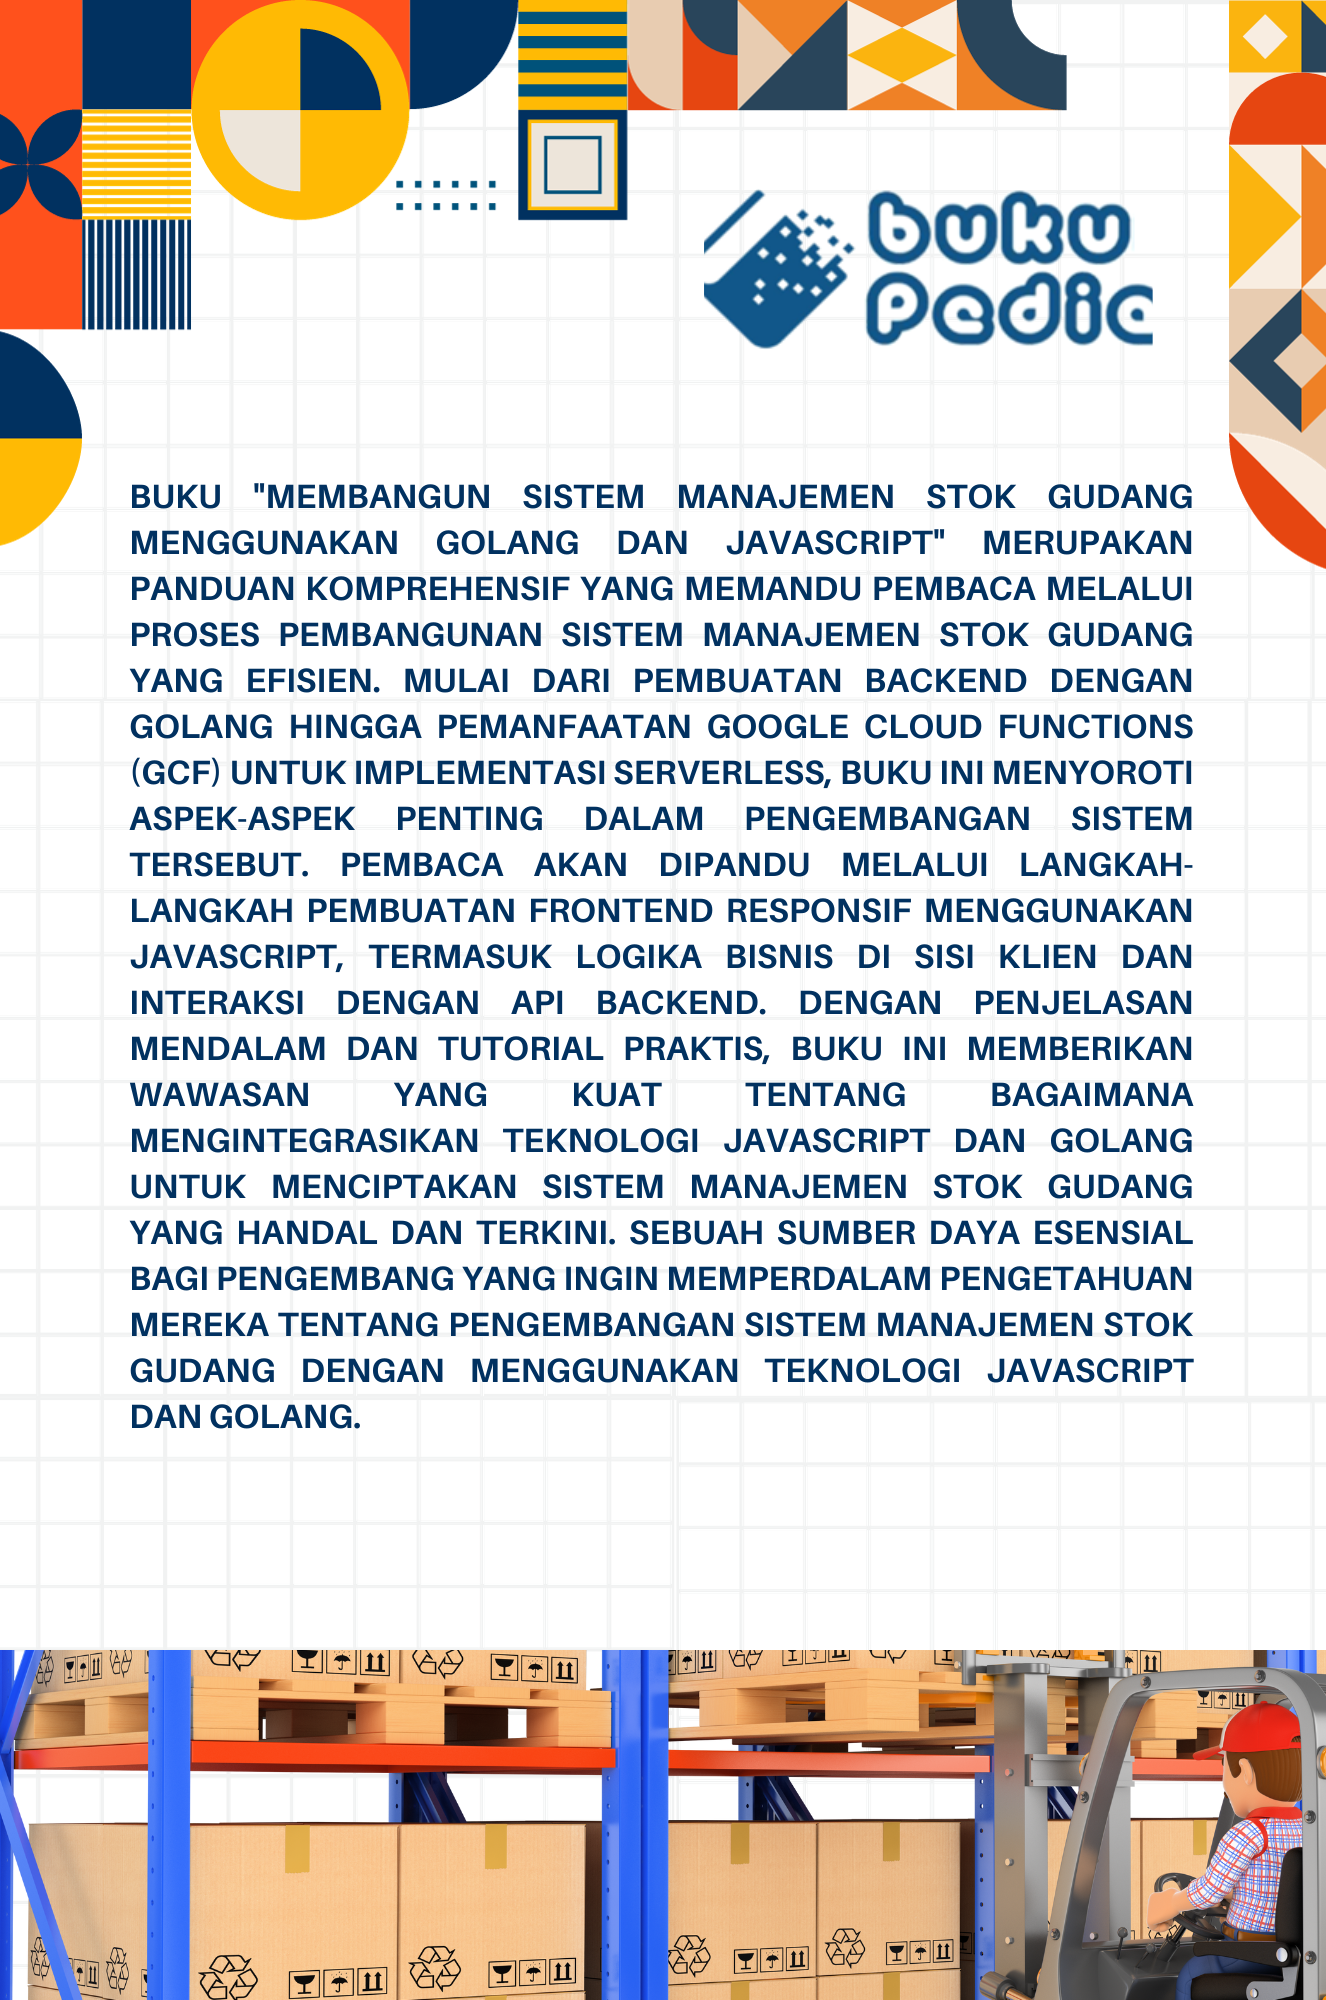 buku
Pedia
BUKU "MEMBANGUN SISTEM MANAJEMEN STOK GUDANG
MENGGUNAKAN GOLANG DAN JAVASCRIPT" MERUPAKAN
PANDUAN KOMPREHENSIF YANG MEMANDU PEMBACA MELALUI
PROSES PEMBANGUNAN SISTEM MANAJEMEN STOK GUDANG
YANG EFISIEN. MULAI DARI PEMBUATAN BACKEND DENGAN
GOLANG HINGGA PEMANFAATAN GOOGLE CLOUD FUNCTIONS
(GCF) UNTUK IMPLEMENTASI SERVERLESS, BUKU INI MENYOROTI
ASPEK-ASPEK PENTING DALAM PENGEMBANGAN SISTEM
TERSEBUT. PEMBACA AKAN DIPANDU MELALUI LANGKAH-
LANGKAH PEMBUATAN FRONTEND RESPONSIF MENGGUNAKAN
JAVASCRIPT, TERMASUK LOGIKA BISNIS DI SISI KLIEN DAN
INTERAKSI DENGAN API BACKEND. DENGAN PENJELASAN
MENDALAM DAN TUTORIAL PRAKTIS, BUKU INI MEMBERIKAN
WAWASAN YANG KUAT TENTANG BAGAIMANA
MENGINTEGRASIKAN TEKNOLOGI JAVASCRIPT DAN GOLANG
UNTUK MENCIPTAKAN SISTEM MANAJEMEN STOK GUDANG
YANG HANDAL DAN TERKINI. SEBUAH SUMBER DAYA ESENSIAL
BAGI PENGEMBANG YANG INGIN MEMPERDALAM PENGETAHUAN
MEREKA TENTANG PENGEMBANGAN SISTEM MANAJEMEN STOK
GUDANG DENGAN MENGGUNAKAN TEKNOLOGI JAVASCRIPT
DAN GOLANG.